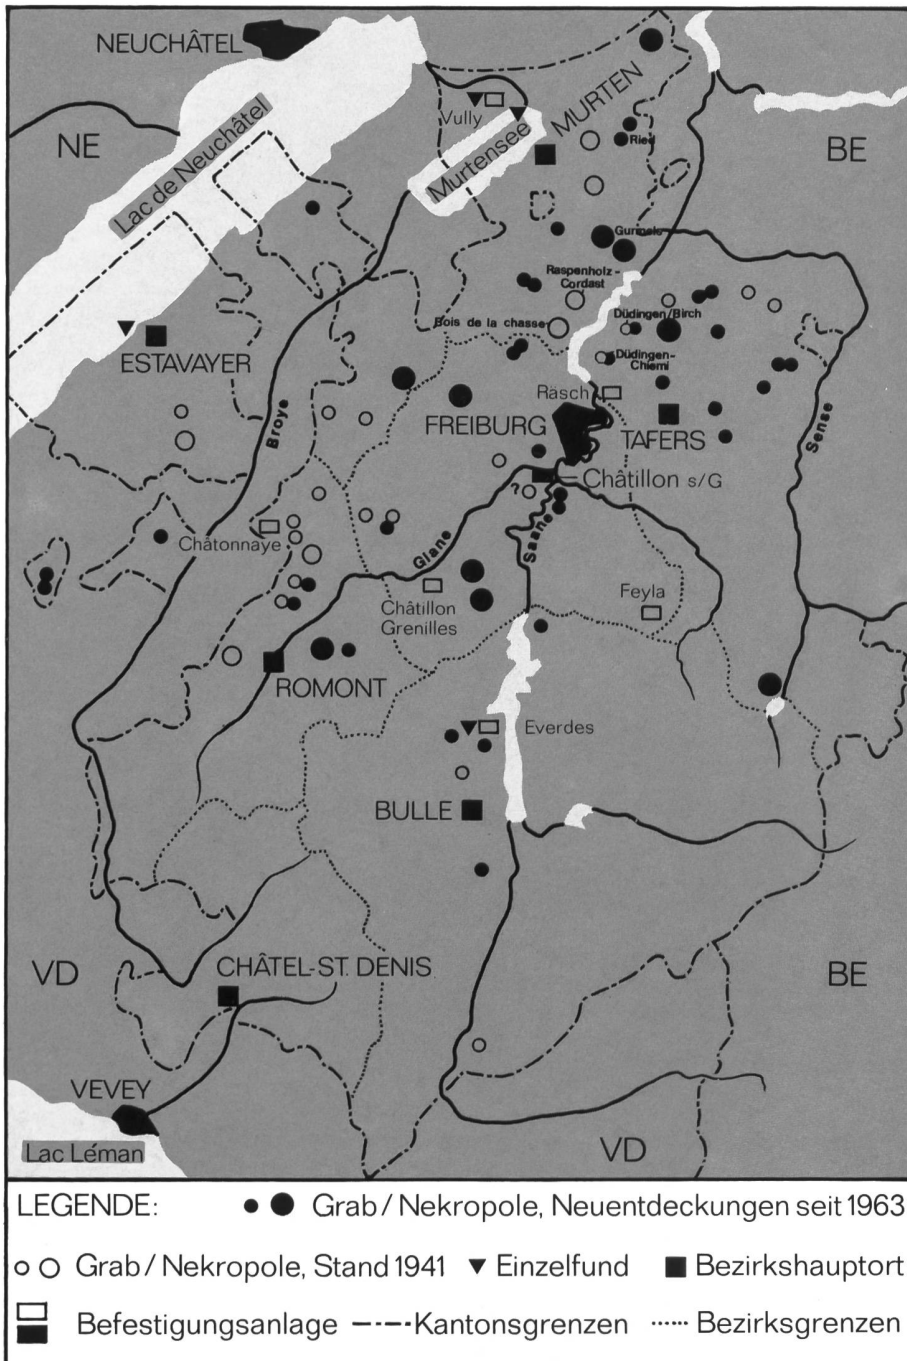 NEUCHÂTEL
Vully
MURTEN
NE
Lac de Neuchâtel
Murtensee
Ried
BE
Gurmels
Raspenholz-
Cordast
Bois de la chasse
Düdingen/Birch
Düdingen-
Chiemi
ESTAVAYER
Broye
Räsch
FREIBURG
TAFERS
Sense
?
Châtillon s/G
Châtonnaye
Glane
Saane
Châtillon
Grenilles
Feyla
ROMONT
Everdes
BULLE
VD
CHÂTEL-ST. DENIS
BE
VEVEY
Lac Léman
VD
LEGENDE:
Grab / Nekropole, Neuentdeckungen seit 1963
Grab / Nekropole, Stand 1941
Einzelfund
Bezirkshauptort
Befestigungsanlage
Kantonsgrenzen
Bezirksgrenzen